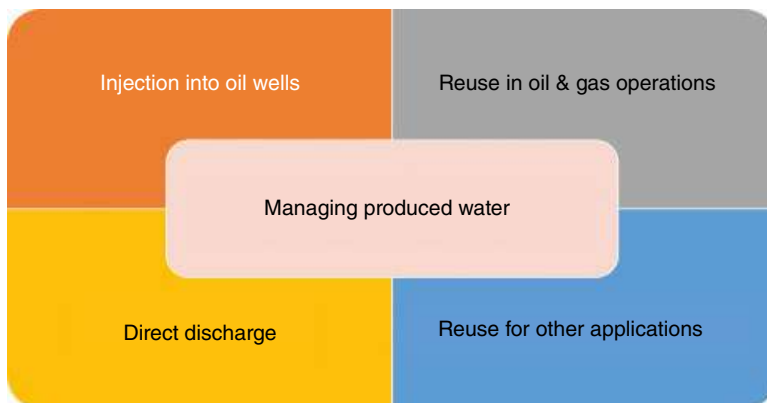 Injection into oil wells
Reuse in oil & gas operations
Managing produced water
Direct discharge
Reuse for other applications